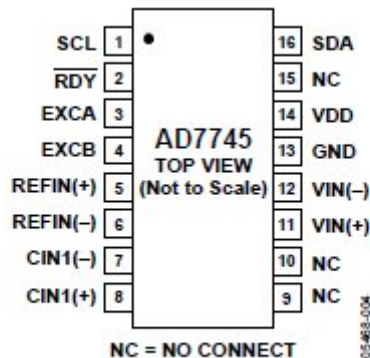 SCL 1 16 SDA
RDY 2 15 NC
EXCA 3 14 VDD
EXCB 4 13 GND
REFIN(+) 5 12 VIN(–)
REFIN(–) 6 11 VIN(+)
CIN1(–) 7 10 NC
CIN1(+) 8 9 NC
AD7745
TOP VIEW
(Not to Scale)
NC = NO CONNECT
05468-004